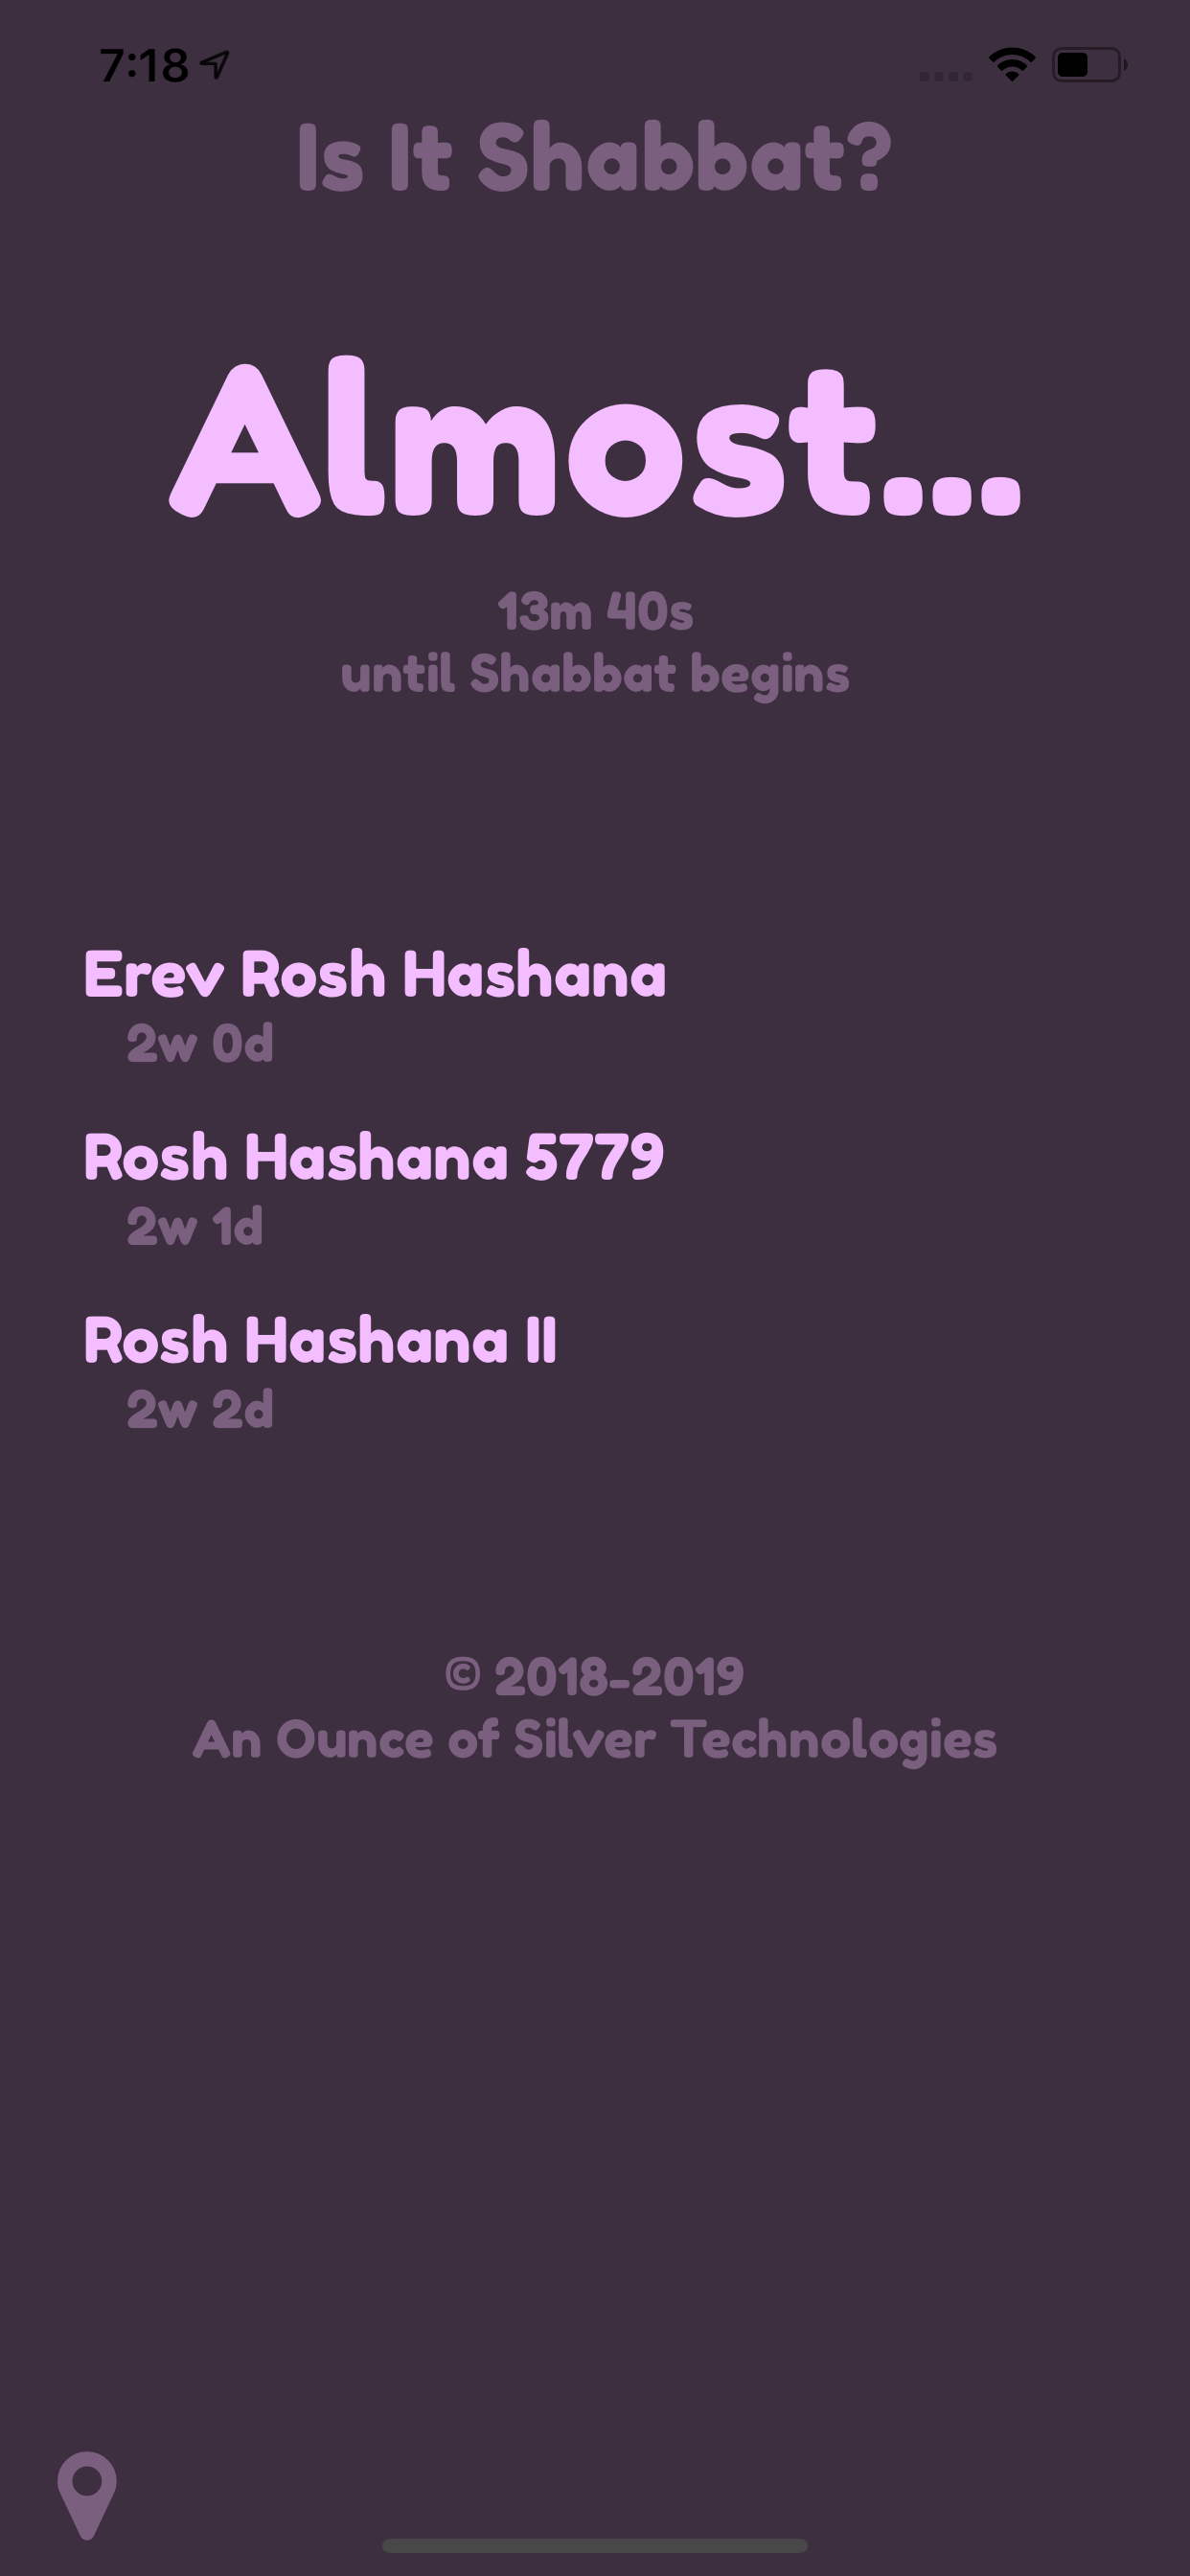 7:18
Is It Shabbat?
Almost...
13m 40s
until Shabbat begins
Erev Rosh Hashana
2w 0d
Rosh Hashana 5779
2w 1d
Rosh Hashana II
2w 2d
© 2018-2019
An Ounce of Silver Technologies